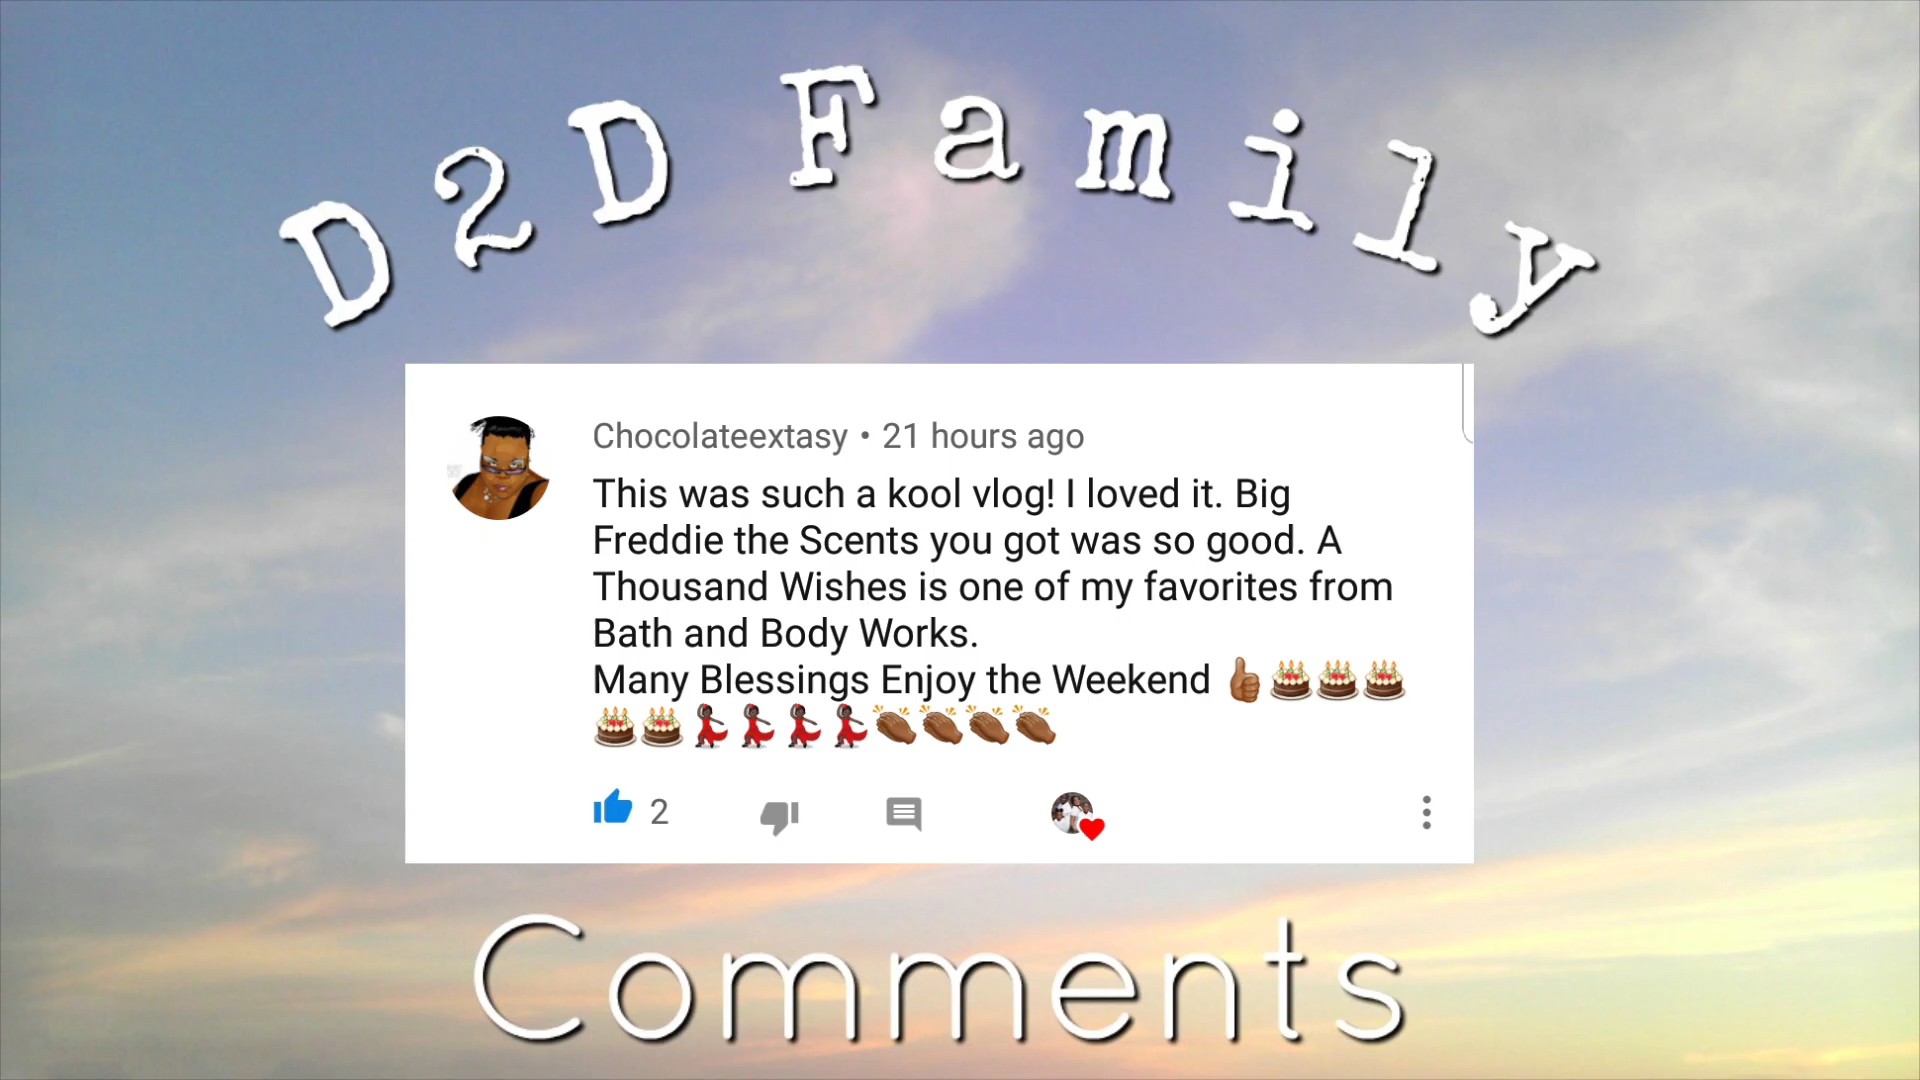 D2D Family
Chocolateextasy • 21 hours ago
This was such a kool vlog! I loved it. Big
Freddie the Scents you got was so good. A
Thousand Wishes is one of my favorites from
Bath and Body Works.
Many Blessings Enjoy the Weekend 👍🏾🎂🎂🎂
🎂🎂💃🏿💃🏿💃🏿💃🏿👏🏾👏🏾👏🏾👏🏾
2
Comments